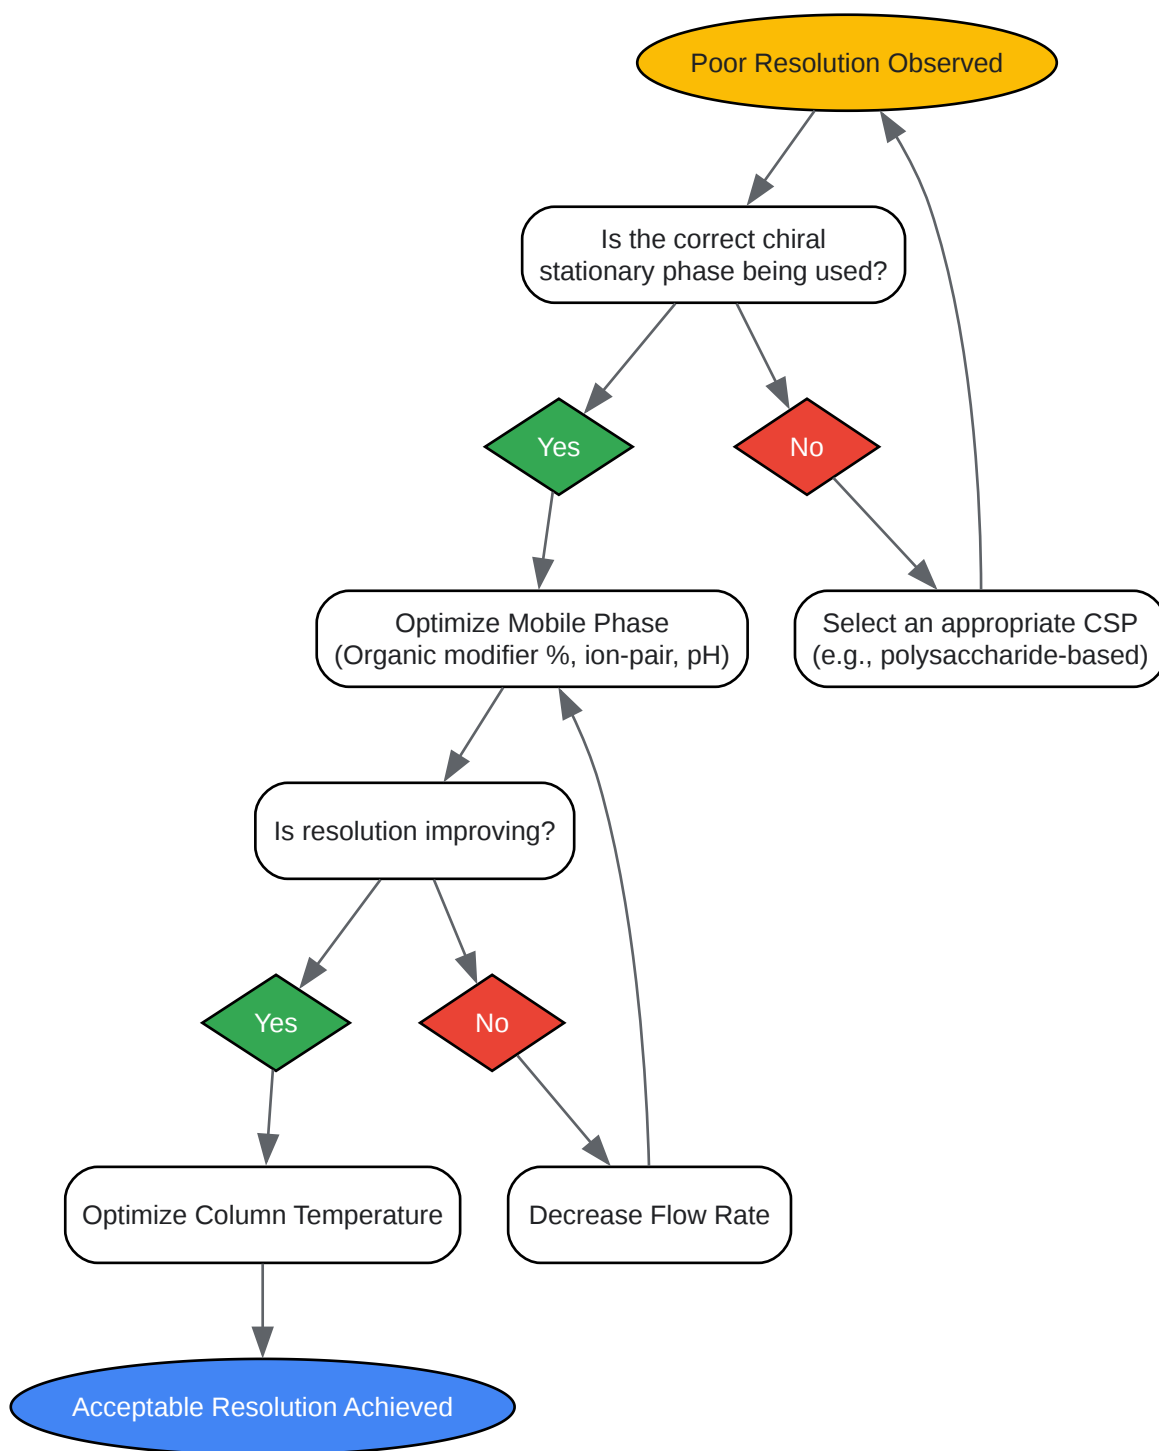 Poor Resolution Observed
Is the correct chiral
stationary phase being used?
Yes
No
Optimize Mobile Phase
(Organic modifier %, ion-pair, pH)
Select an appropriate CSP
(e.g., polysaccharide-based)
Is resolution improving?
Yes
No
Optimize Column Temperature
Decrease Flow Rate
Acceptable Resolution Achieved